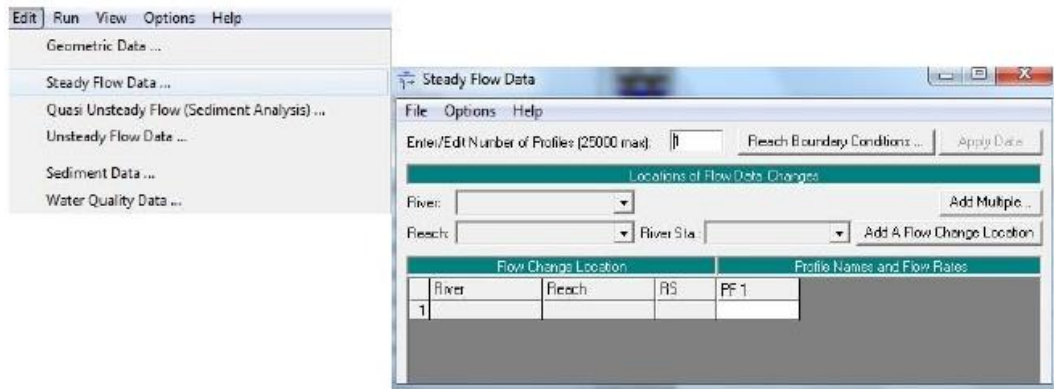 Edit Run View Options Help
Geometric Data ...
Steady Flow Data ...
Quasi Unsteady Flow (Sediment Analysis) ...
Unsteady Flow Data ...
Sediment Data ...
Water Quality Data ...
Steady Flow Data
File Options Help
Enter/Edit Number of Profiles (25000 max): 1 Reach Boundary Conditions ... Apply Data
Locations of Flow Data Changes
River: Add Multiple...
Reach: River Sta.: Add A Flow Change Location
Flow Change Location Profile Names and Flow Rates
River Reach RS PF 1
1